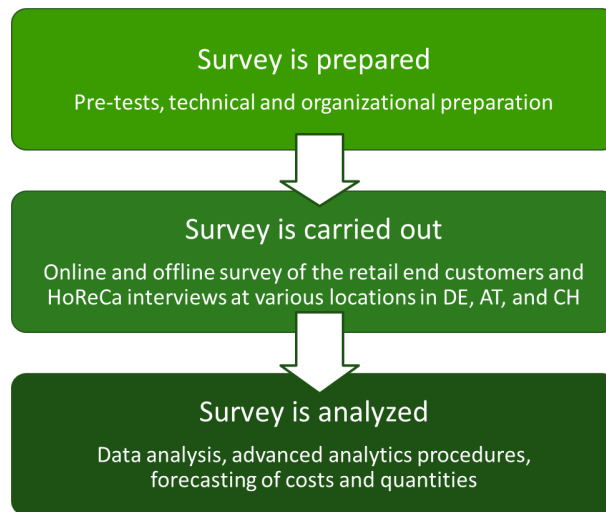 Survey is prepared
Pre-tests, technical and organizational preparation
Survey is carried out
Online and offline survey of the retail end customers and
HoReCa interviews at various locations in DE, AT, and CH
Survey is analyzed
Data analysis, advanced analytics procedures,
forecasting of costs and quantities